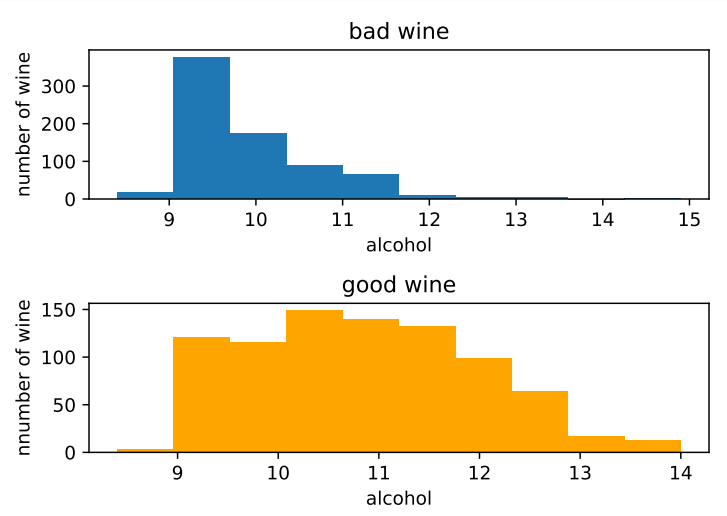 bad wine
number of wine
300
200
100
0
9 10 11 12 13 14 15
alcohol
good wine
nnumber of wine
150
100
50
0
9 10 11 12 13 14
alcohol